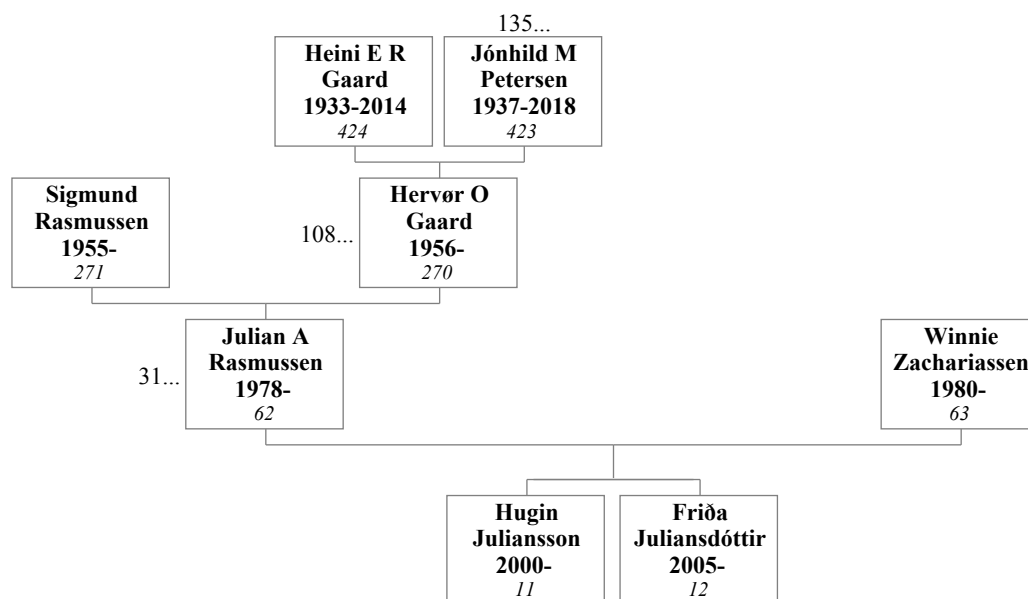 135...
Heini E R
Gaard
1933-2014
424
Jónhild M
Petersen
1937-2018
423
Sigmund
Rasmussen
1955-
271
108...
Hervør O
Gaard
1956-
270
31...
Julian A
Rasmussen
1978-
62
Winnie
Zachariassen
1980-
63
Hugin
Juliansson
2000-
11
Friða
Juliansdóttir
2005-
12